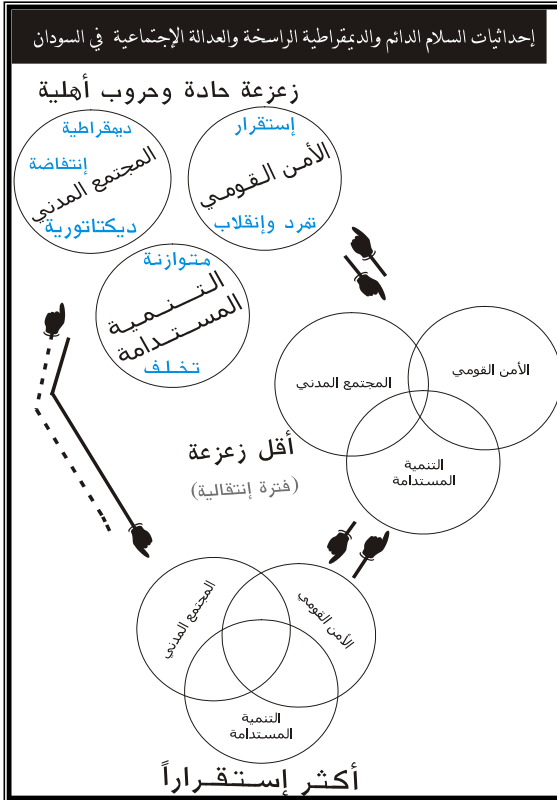 إحداثيات السلام الدائم والديمقراطية الراسخة والعدالة الإجتماعية في السودان
زعزعة حادة وحروب أهلية
إستقرار
الأمن القومي
تمرد وإنقلاب
ديمقراطية
إنتفاضة
المجتمع المدني
ديكتاتورية
متوازنة
التنمية
المستدامة
تخلف
الأمن القومي
المجتمع المدني
التنمية
المستدامة
أقل زعزعة
(فترة إنتقالية)
الأمن القومي
المجتمع المدني
التنمية
المستدامة
أكثر إستقراراً